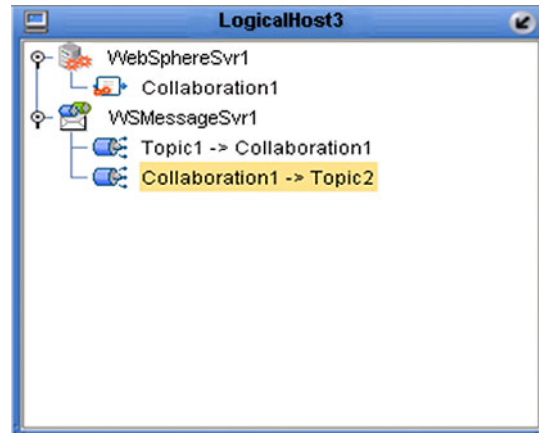 LogicalHost3
WebSphereSvr1
Collaboration1
WSMessageSvr1
Topic1 -> Collaboration1
Collaboration1 -> Topic2